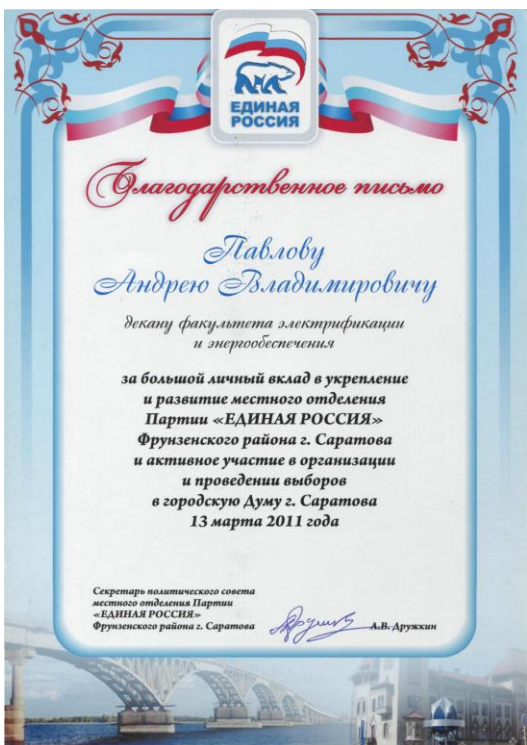 ЕДИНАЯ
РОССИЯ
Благодарственное письмо
Павлову
Андрею Владимировичу
декану факультета электрификации
и энергообеспечения
за большой личный вклад в укрепление
и развитие местного отделения
Партии «ЕДИНАЯ РОССИЯ»
Фрунзенского района г. Саратова
и активное участие в организации
и проведении выборов
в городскую Думу г. Саратова
13 марта 2011 года
Секретарь политического совета
местного отделения Партии
«ЕДИНАЯ РОССИЯ»
Фрунзенского района г. Саратова А.В. Дружкин